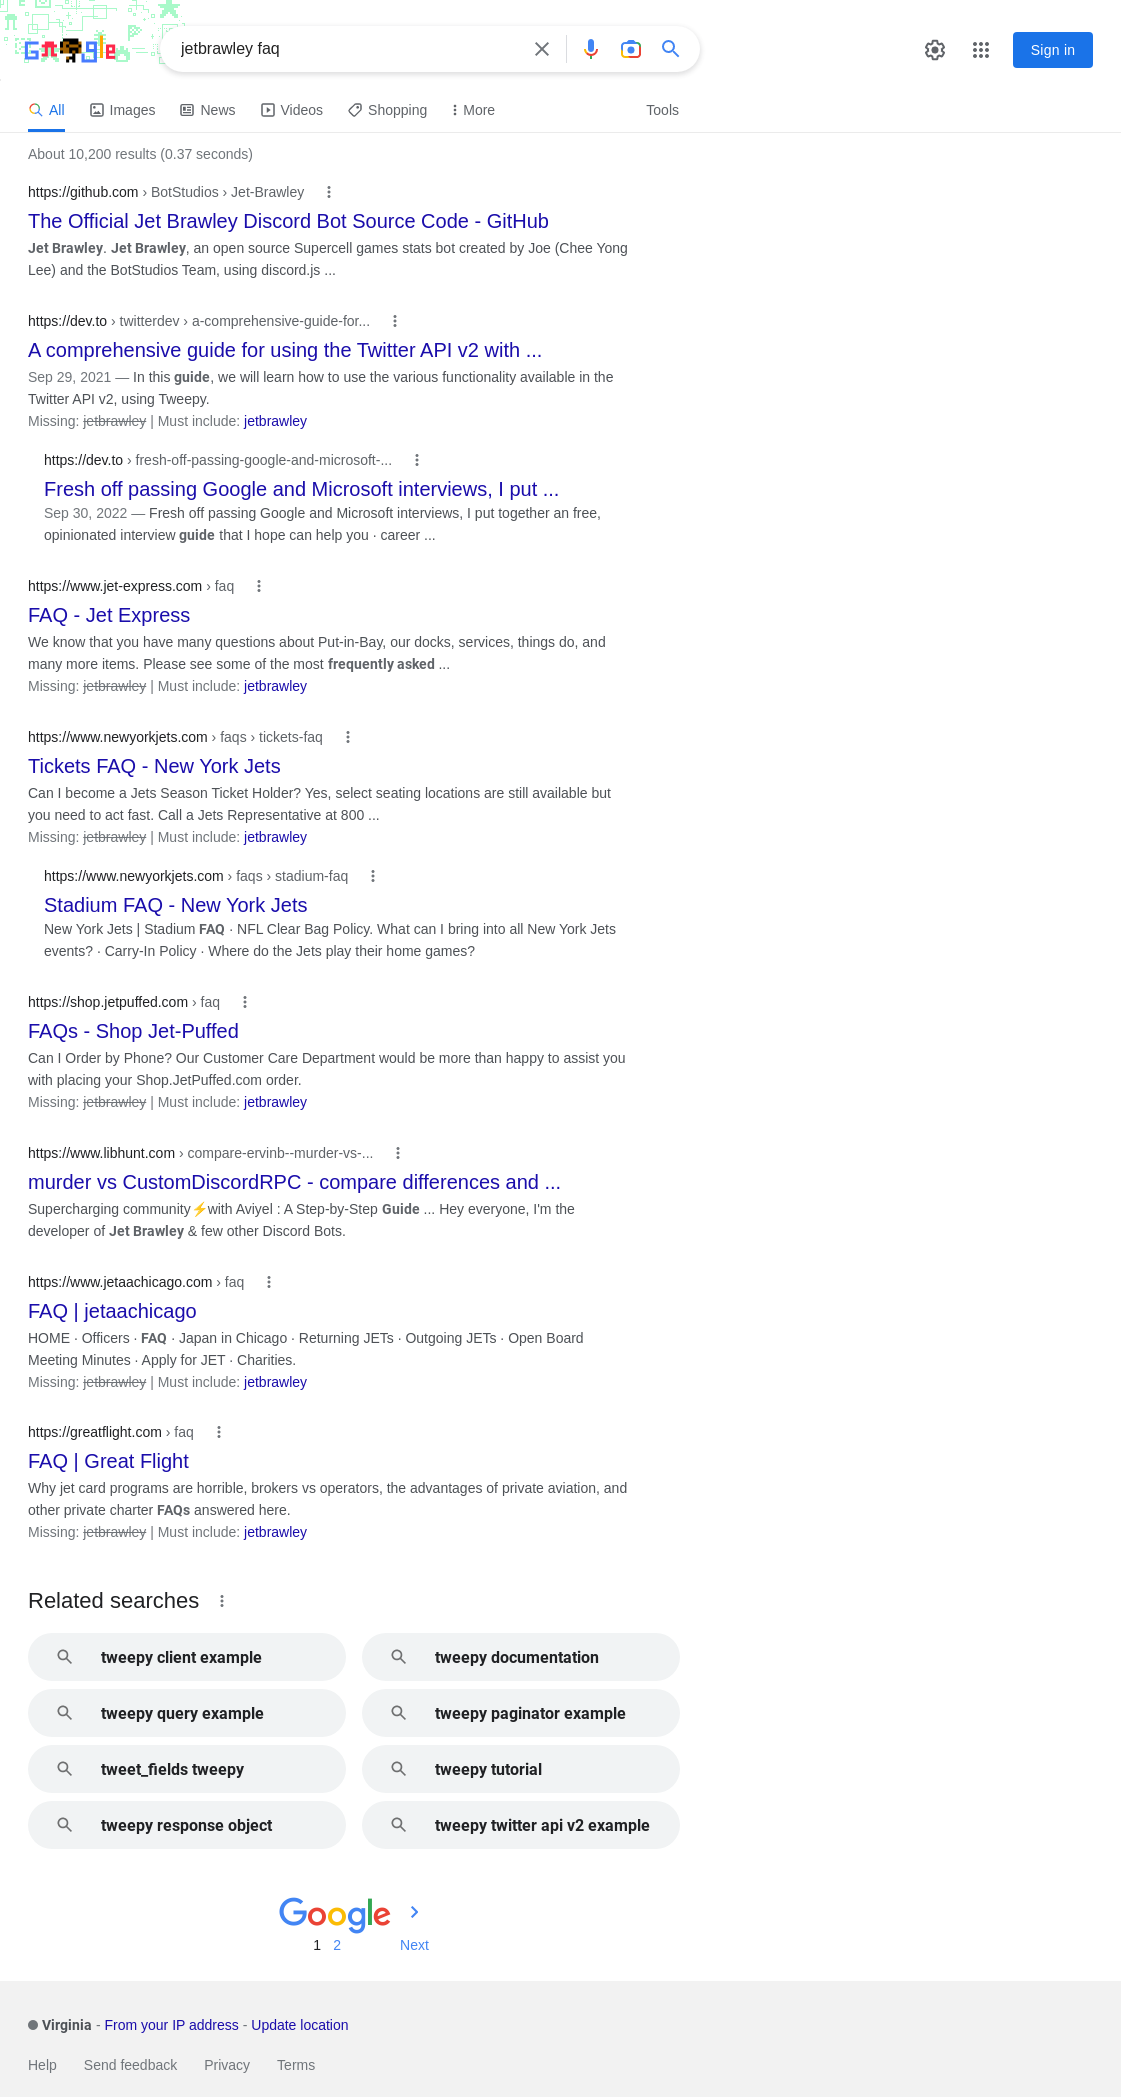 jetbrawley faq
Sign in
All
Images
News
Videos
Shopping
More
Tools
About 10,200 results (0.37 seconds)
https://github.com › BotStudios › Jet-Brawley
The Official Jet Brawley Discord Bot Source Code - GitHub
Jet Brawley. Jet Brawley, an open source Supercell games stats bot created by Joe (Chee Yong
Lee) and the BotStudios Team, using discord.js ...
https://dev.to › twitterdev › a-comprehensive-guide-for...
A comprehensive guide for using the Twitter API v2 with ...
Sep 29, 2021 — In this guide, we will learn how to use the various functionality available in the
Twitter API v2, using Tweepy.
Missing: jetbrawley | Must include: jetbrawley
https://dev.to › fresh-off-passing-google-and-microsoft-...
Fresh off passing Google and Microsoft interviews, I put ...
Sep 30, 2022 — Fresh off passing Google and Microsoft interviews, I put together an free,
opinionated interview guide that I hope can help you · career ...
https://www.jet-express.com › faq
FAQ - Jet Express
We know that you have many questions about Put-in-Bay, our docks, services, things do, and
many more items. Please see some of the most frequently asked ...
Missing: jetbrawley | Must include: jetbrawley
https://www.newyorkjets.com › faqs › tickets-faq
Tickets FAQ - New York Jets
Can I become a Jets Season Ticket Holder? Yes, select seating locations are still available but
you need to act fast. Call a Jets Representative at 800 ...
Missing: jetbrawley | Must include: jetbrawley
https://www.newyorkjets.com › faqs › stadium-faq
Stadium FAQ - New York Jets
New York Jets | Stadium FAQ · NFL Clear Bag Policy. What can I bring into all New York Jets
events? · Carry-In Policy · Where do the Jets play their home games?
https://shop.jetpuffed.com › faq
FAQs - Shop Jet-Puffed
Can I Order by Phone? Our Customer Care Department would be more than happy to assist you
with placing your Shop.JetPuffed.com order.
Missing: jetbrawley | Must include: jetbrawley
https://www.libhunt.com › compare-ervinb--murder-vs-...
murder vs CustomDiscordRPC - compare differences and ...
Supercharging community⚡with Aviyel : A Step-by-Step Guide ... Hey everyone, I'm the
developer of Jet Brawley & few other Discord Bots.
https://www.jetaachicago.com › faq
FAQ | jetaachicago
HOME · Officers · FAQ · Japan in Chicago · Returning JETs · Outgoing JETs · Open Board
Meeting Minutes · Apply for JET · Charities.
Missing: jetbrawley | Must include: jetbrawley
https://greatflight.com › faq
FAQ | Great Flight
Why jet card programs are horrible, brokers vs operators, the advantages of private aviation, and
other private charter FAQs answered here.
Missing: jetbrawley | Must include: jetbrawley
Related searches
tweepy client example
tweepy documentation
tweepy query example
tweepy paginator example
tweet_fields tweepy
tweepy tutorial
tweepy response object
tweepy twitter api v2 example
Google
1 2 Next
Virginia - From your IP address - Update location
Help Send feedback Privacy Terms